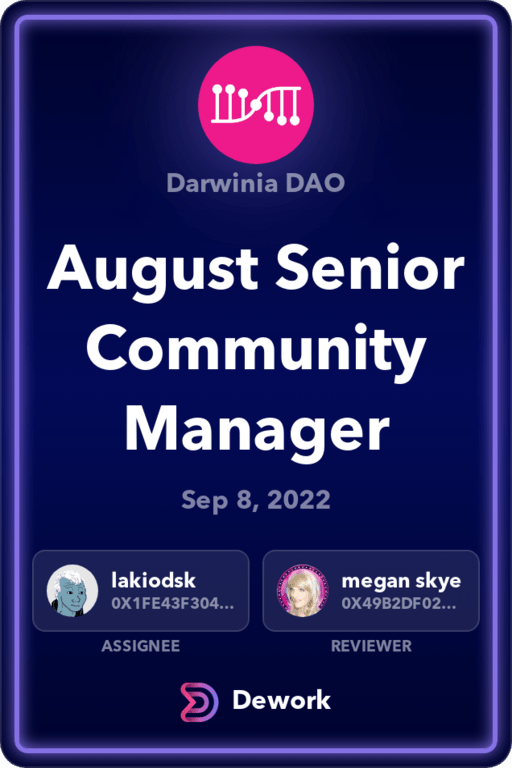 Darwinia DAO
August Senior
Community
Manager
Sep 8, 2022
lakiodsk
0X1FE43F304...
ASSIGNEE
megan skye
0X49B2DF02...
REVIEWER
Dework